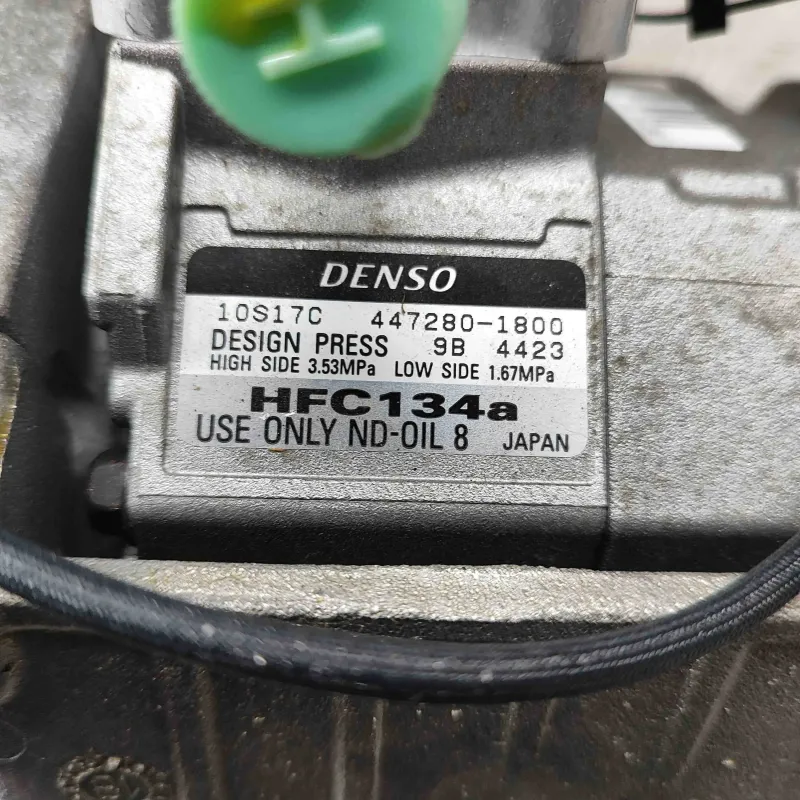 DENSO
10S17C 447280-1800
DESIGN PRESS 9B 4423
HIGH SIDE 3.53MPa LOW SIDE 1.67MPa
HFC134a
USE ONLY ND-OIL 8 JAPAN